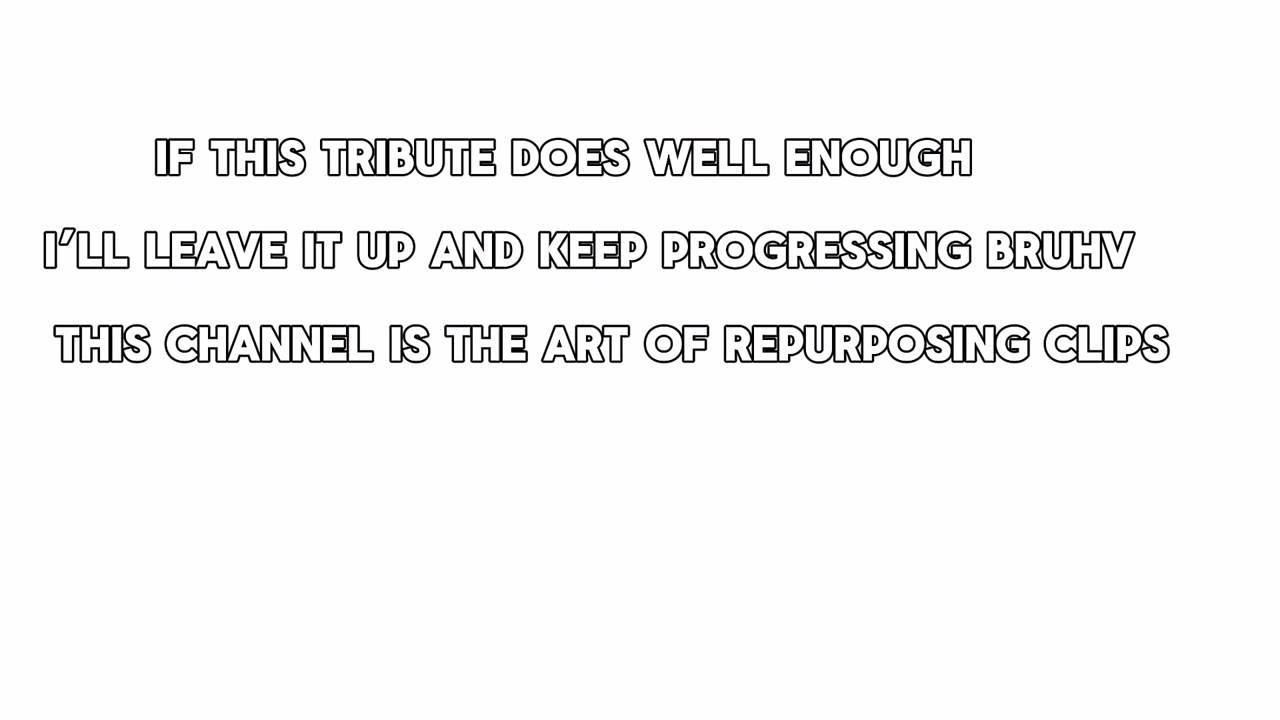 IF THIS TRIBUTE DOES WELL ENOUGH
I'LL LEAVE IT UP AND KEEP PROGRESSING BRUHV
THIS CHANNEL IS THE ART OF REPURPOSING CLIPS